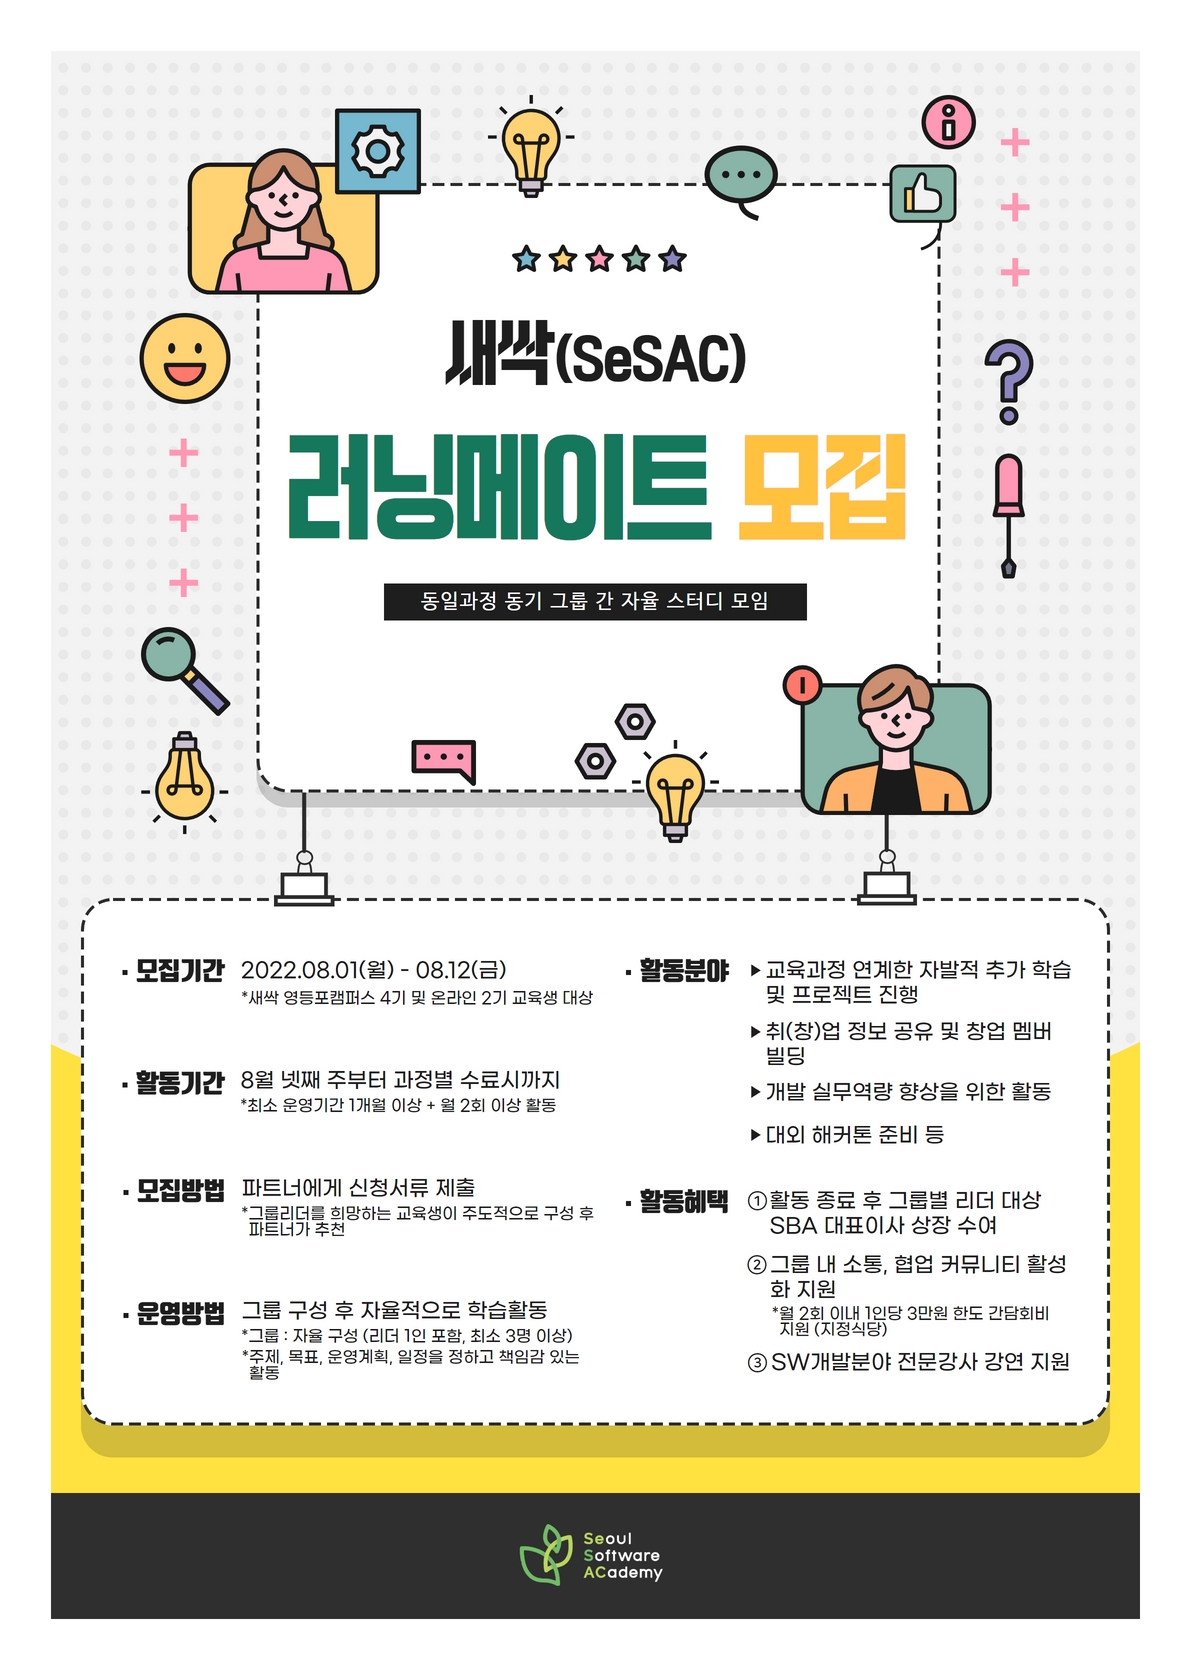 새싹(SeSAC)
러닝메이트 모집
동일과정 동기 그룹 간 자율 스터디 모임
· 모집기간 2022.08.01(월) - 08.12(금)
*새싹 영등포캠퍼스 4기 및 온라인 2기 교육생 대상
· 활동기간 8월 넷째 주부터 과정별 수료시까지
*최소 운영기간 1개월 이상 + 월 2회 이상 활동
· 모집방법 파트너에게 신청서류 제출
*그룹리더를 희망하는 교육생이 주도적으로 구성 후
파트너가 추천
· 운영방법 그룹 구성 후 자율적으로 학습활동
*그룹 : 자율 구성 (리더 1인 포함, 최소 3명 이상)
*주제, 목표, 운영계획, 일정을 정하고 책임감 있는
활동
· 활동분야 ▶교육과정 연계한 자발적 추가 학습
및 프로젝트 진행
▶취(창)업 정보 공유 및 창업 멤버
빌딩
▶개발 실무역량 향상을 위한 활동
▶대외 해커톤 준비 등
· 활동혜택 ①활동 종료 후 그룹별 리더 대상
SBA 대표이사 상장 수여
②그룹 내 소통, 협업 커뮤니티 활성
화 지원
*월 2회 이내 1인당 3만원 한도 간담회비
지원 (지정식당)
③SW개발분야 전문강사 강연 지원
Seoul
Software
ACademy